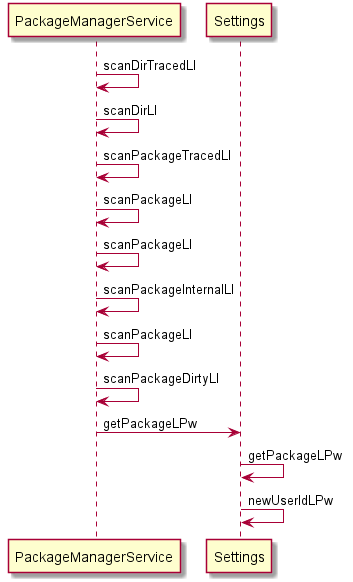 PackageManagerService Settings
scanDirTracedLI
scanDirLI
scanPackageTracedLI
scanPackageLI
scanPackageLI
scanPackageInternalLI
scanPackageLI
scanPackageDirtyLI
getPackageLPw
getPackageLPw
newUserIdLPw
PackageManagerService Settings